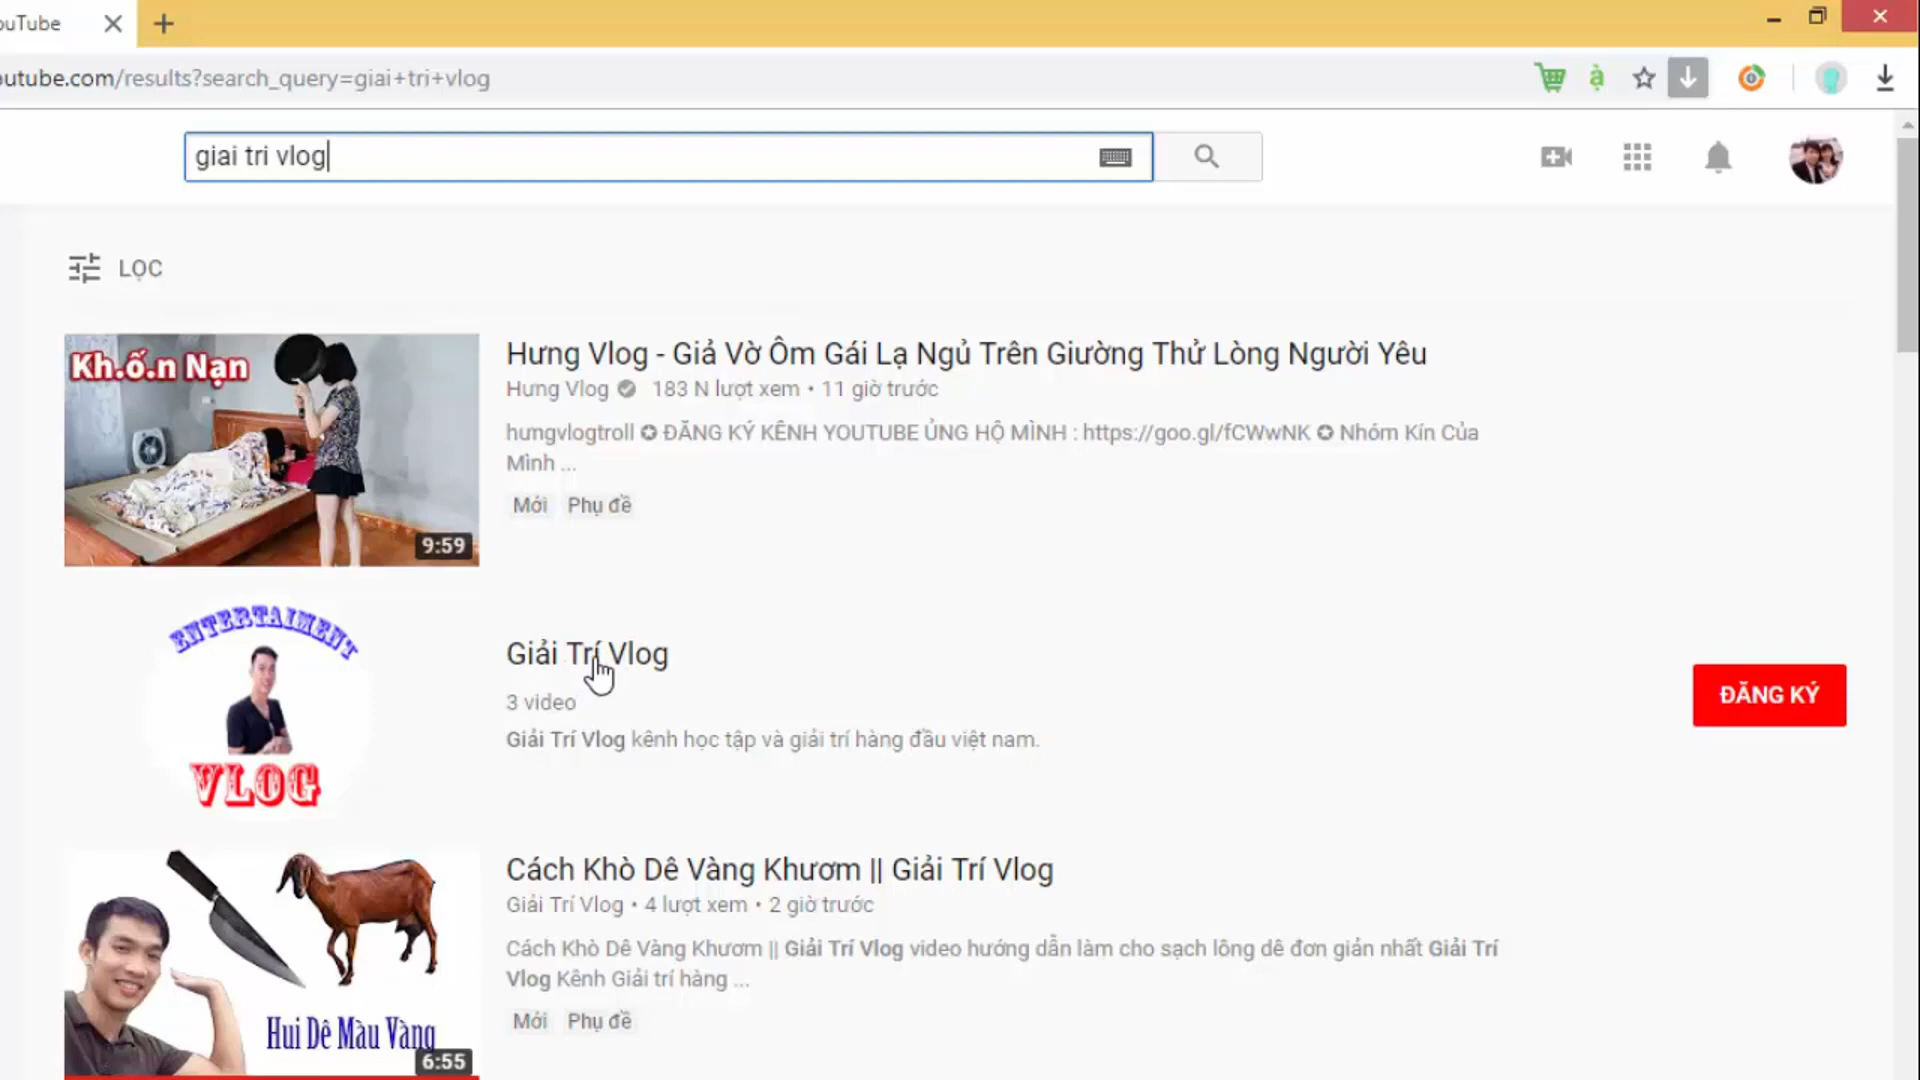 ouTube
outube.com/results?search_query=giai+tri+vlog
giai tri vlog
LỌC
Kh.ố.n Nạn
9:59
Hưng Vlog - Giả Vờ Ôm Gái Lạ Ngủ Trên Giường Thử Lòng Người Yêu
Hưng Vlog 183 N lượt xem • 11 giờ trước
hưngvlogtroll ✪ ĐĂNG KÝ KÊNH YOUTUBE ỦNG HỘ MÌNH : https://goo.gl/fCWwNK ✪ Nhóm Kín Của
Mình ...
Mới Phụ đề
ENTERTAIMENT
VLOG
Giải Trí Vlog
3 video
Giải Trí Vlog kênh học tập và giải trí hàng đầu việt nam.
ĐĂNG KÝ
Hui Dê Màu Vàng
6:55
Cách Khò Dê Vàng Khươm || Giải Trí Vlog
Giải Trí Vlog • 4 lượt xem • 2 giờ trước
Cách Khò Dê Vàng Khươm || Giải Trí Vlog video hướng dẫn làm cho sạch lông dê đơn giản nhất Giải Trí
Vlog Kênh Giải trí hàng ...
Mới Phụ đề